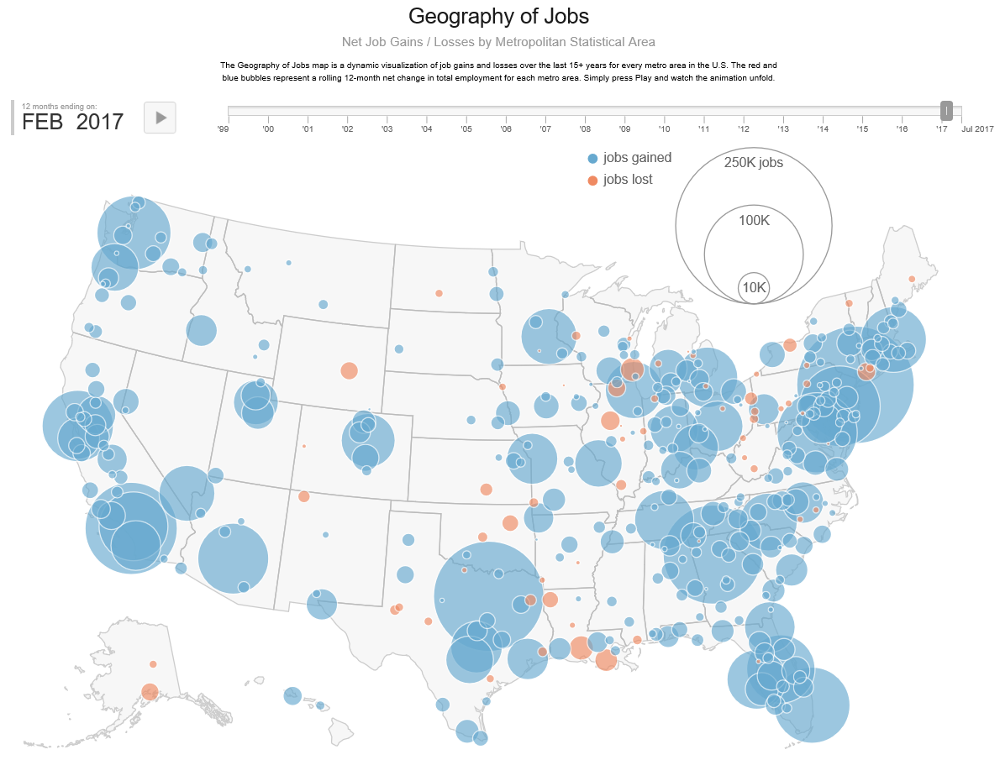 Geography of Jobs
Net Job Gains / Losses by Metropolitan Statistical Area
The Geography of Jobs map is a dynamic visualization of job gains and losses over the last 15+ years for every metro area in the U.S. The red and
blue bubbles represent a rolling 12-month net change in total employment for each metro area. Simply press Play and watch the animation unfold.
12 months ending on:
FEB 2017
'99 '00 '01 '02 '03 '04 '05 '06 '07 '08 '09 '10 '11 '12 '13 '14 '15 '16 '17 Jul 2017
jobs gained
jobs lost
250K jobs
100K
10K